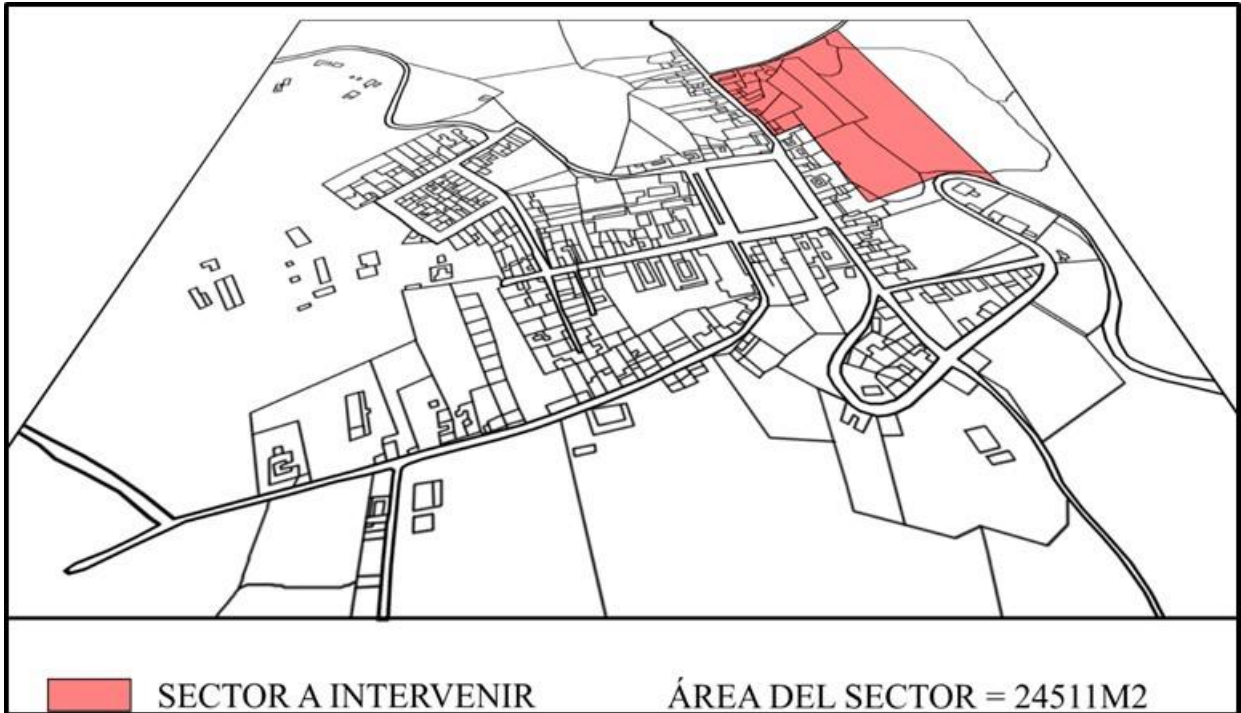 SECTOR A INTERVENIR
ÁREA DEL SECTOR = 24511M2